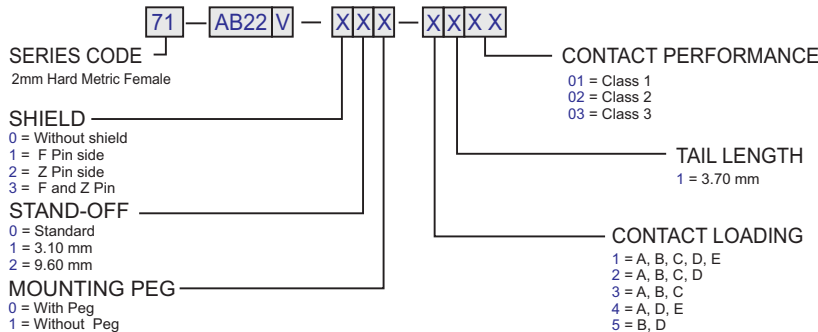 71 — AB22 V — X X X — X X X X
SERIES CODE
2mm Hard Metric Female
SHIELD
0 = Without shield
1 = F Pin side
2 = Z Pin side
3 = F and Z Pin
STAND-OFF
0 = Standard
1 = 3.10 mm
2 = 9.60 mm
MOUNTING PEG
0 = With Peg
1 = Without Peg
CONTACT PERFORMANCE
01 = Class 1
02 = Class 2
03 = Class 3
TAIL LENGTH
1 = 3.70 mm
CONTACT LOADING
1 = A, B, C, D, E
2 = A, B, C, D
3 = A, B, C
4 = A, D, E
5 = B, D